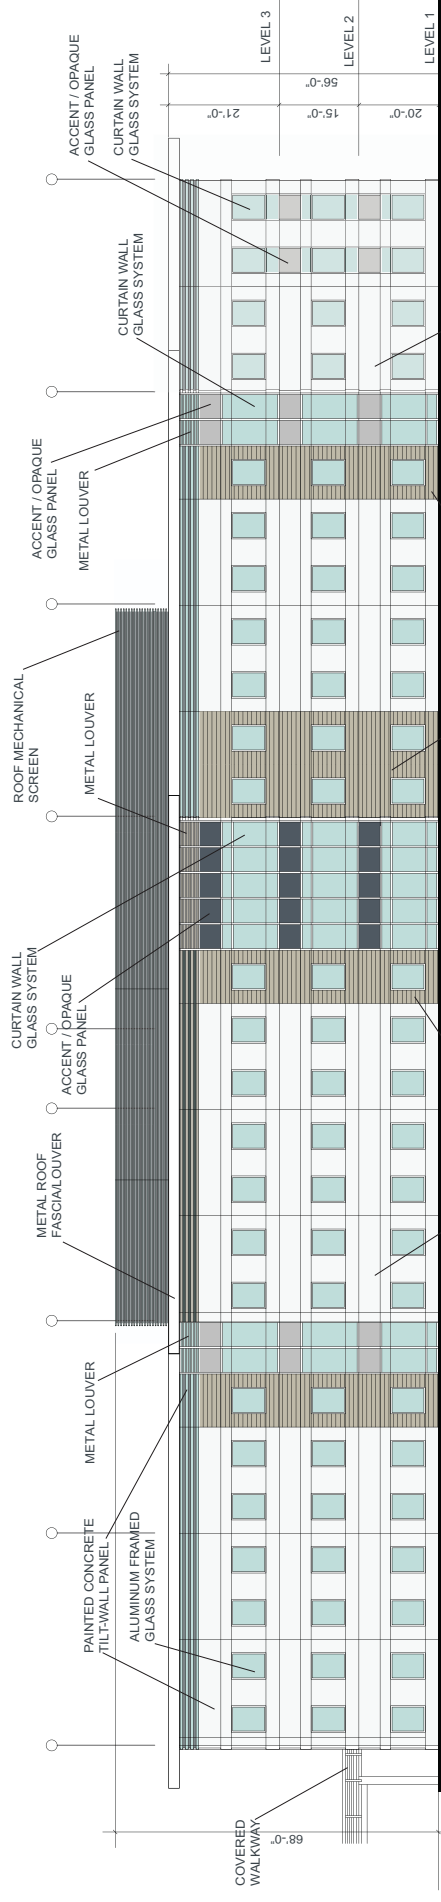 COVERED
WALKWAY
68'-0"
PAINTED CONCRETE
TILT-WALL PANEL
ALUMINUM FRAMED
GLASS SYSTEM
METAL LOUVER
METAL ROOF
FASCIA/LOUVER
CURTAIN WALL
GLASS SYSTEM
ACCENT / OPAQUE
GLASS PANEL
ROOF MECHANICAL
SCREEN
METAL LOUVER
ACCENT / OPAQUE
GLASS PANEL
METAL LOUVER
CURTAIN WALL
GLASS SYSTEM
ACCENT / OPAQUE
GLASS PANEL
CURTAIN WALL
GLASS SYSTEM
21'-0"
15'-0"
20'-0"
56'-0"
LEVEL 3
LEVEL 2
LEVEL 1